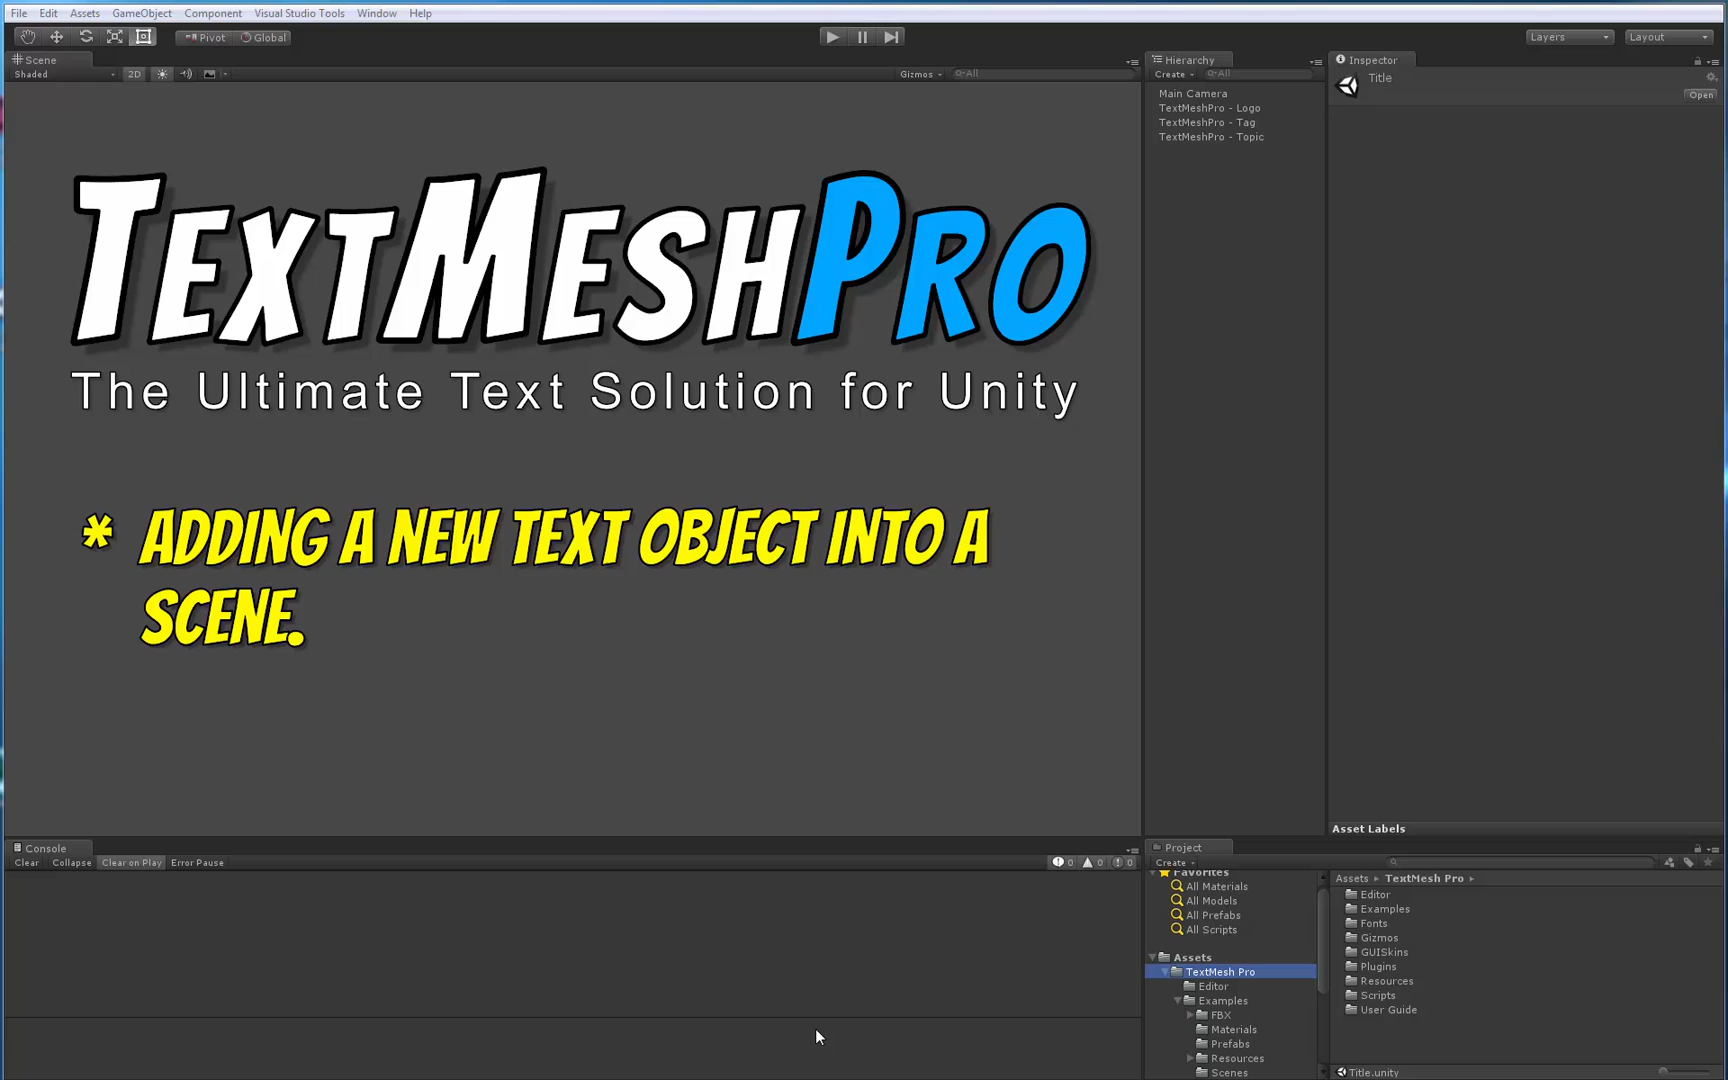 File Edit Assets GameObject Component Visual Studio Tools Window Help
Pivot Global Layers Layout
Scene
Shaded 2D Gizmos All
TextMeshPro
The Ultimate Text Solution for Unity
* ADDING A NEW TEXT OBJECT INTO A
SCENE.
Hierarchy
Create All
Main Camera
TextMeshPro - Logo
TextMeshPro - Tag
TextMeshPro - Topic
Inspector
Title
Open
Asset Labels
Console
Clear Collapse Clear on Play Error Pause 0 0 0
Project
Create
Favorites
All Materials
All Models
All Prefabs
All Scripts
Assets
TextMesh Pro
Editor
Examples
FBX
Materials
Prefabs
Resources
Scenes
Assets TextMesh Pro
Editor
Examples
Fonts
Gizmos
GUISkins
Plugins
Resources
Scripts
User Guide
Title.unity